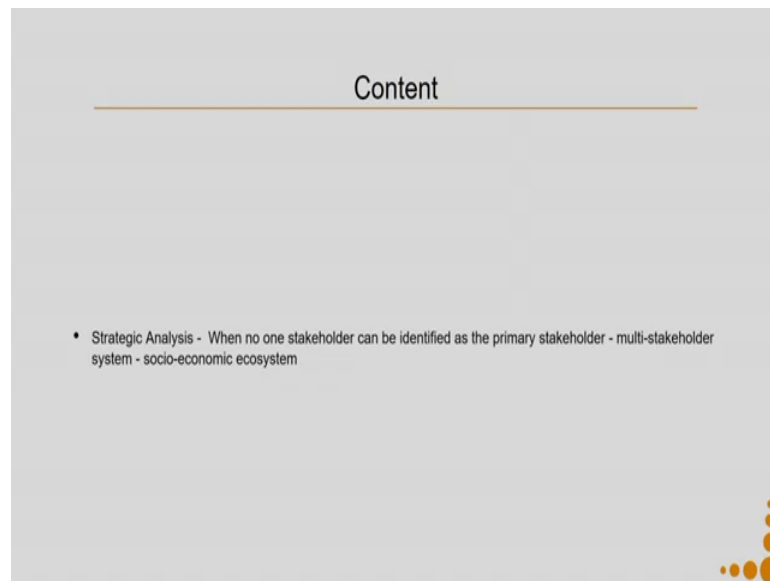 Content
• Strategic Analysis - When no one stakeholder can be identified as the primary stakeholder - multi-stakeholder
system - socio-economic ecosystem